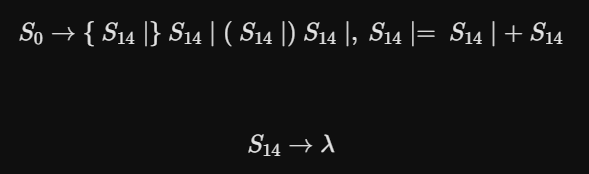 S₀ → { S₁₄ |} S₁₄ | ( S₁₄ |) S₁₄ |, S₁₄ |= S₁₄ | + S₁₄
S₁₄ → λ